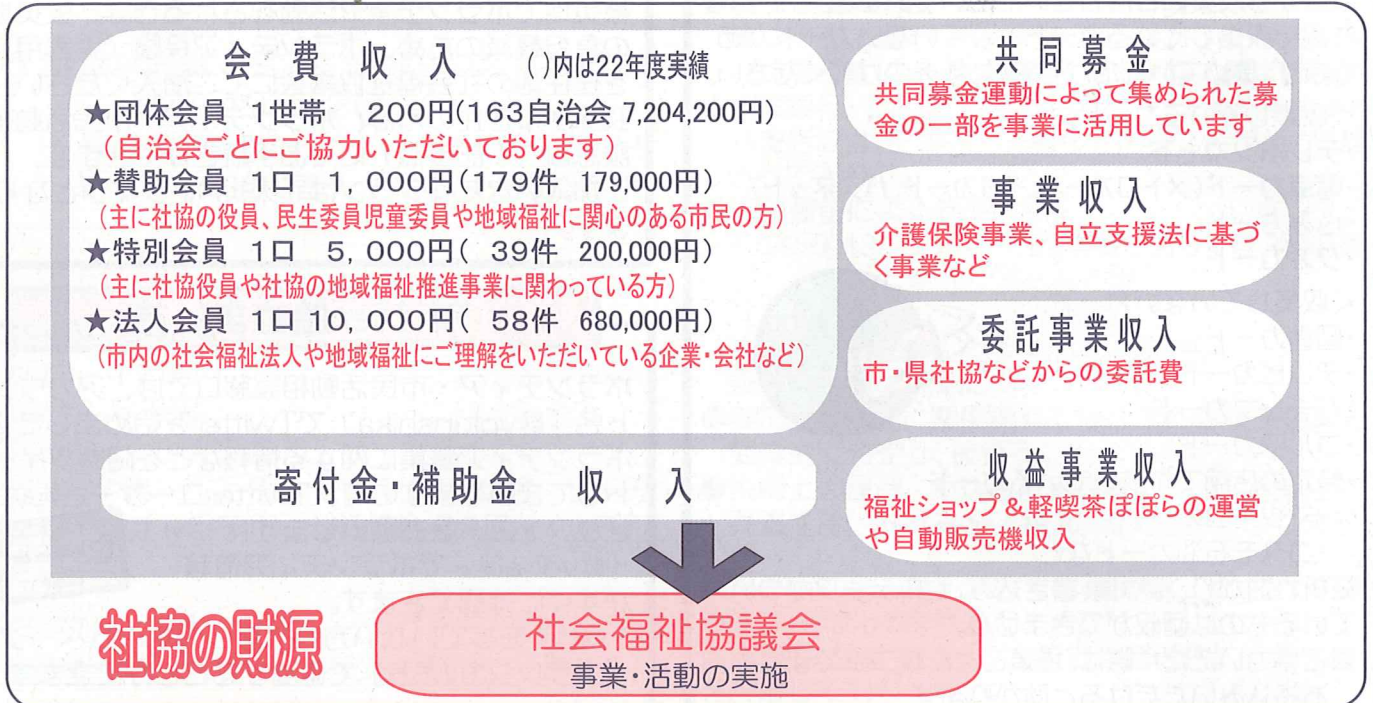 会費収入 ( )内は22年度実績
★団体会員 1世帯 200円(163自治会 7,204,200円)
(自治会ごとにご協力いただいております)
★賛助会員 1口 1,000円(179件 179,000円)
(主に社協の役員、民生委員児童委員や地域福祉に関心のある市民の方)
★特別会員 1口 5,000円( 39件 200,000円)
(主に社協役員や社協の地域福祉推進事業に関わっている方)
★法人会員 1口 10,000円( 58件 680,000円)
(市内の社会福祉法人や地域福祉にご理解をいただいている企業・会社など)
寄付金・補助金 収入
共同募金
共同募金運動によって集められた募
金の一部を事業に活用しています
事業収入
介護保険事業、自立支援法に基づ
く事業など
委託事業収入
市・県社協などからの委託費
収益事業収入
福祉ショップ&軽喫茶ぽぽらの運営
や自動販売機収入
社協の財源
社会福祉協議会
事業・活動の実施